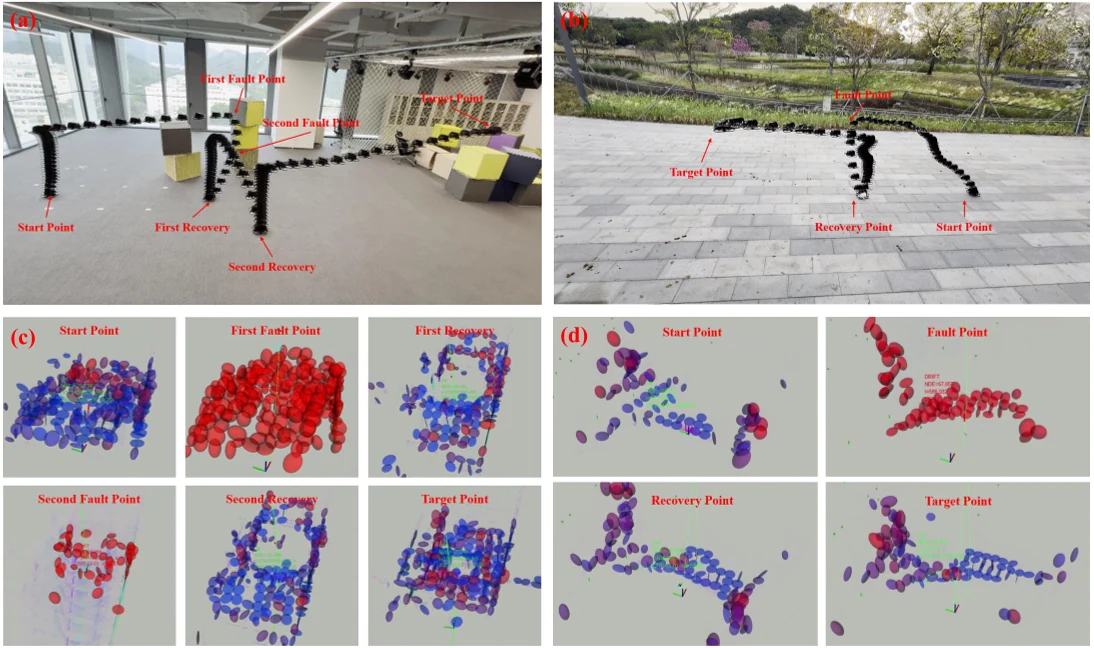 (a)
First Fault Point
Second Fault Point
Target Point
Start Point
First Recovery
Second Recovery
(b)
Fault Point
Target Point
Recovery Point
Start Point
(c)
Start Point
First Fault Point
First Recovery
Second Fault Point
Second Recovery
Target Point
(d)
Start Point
Fault Point
DRIFT
Recovery Point
Target Point